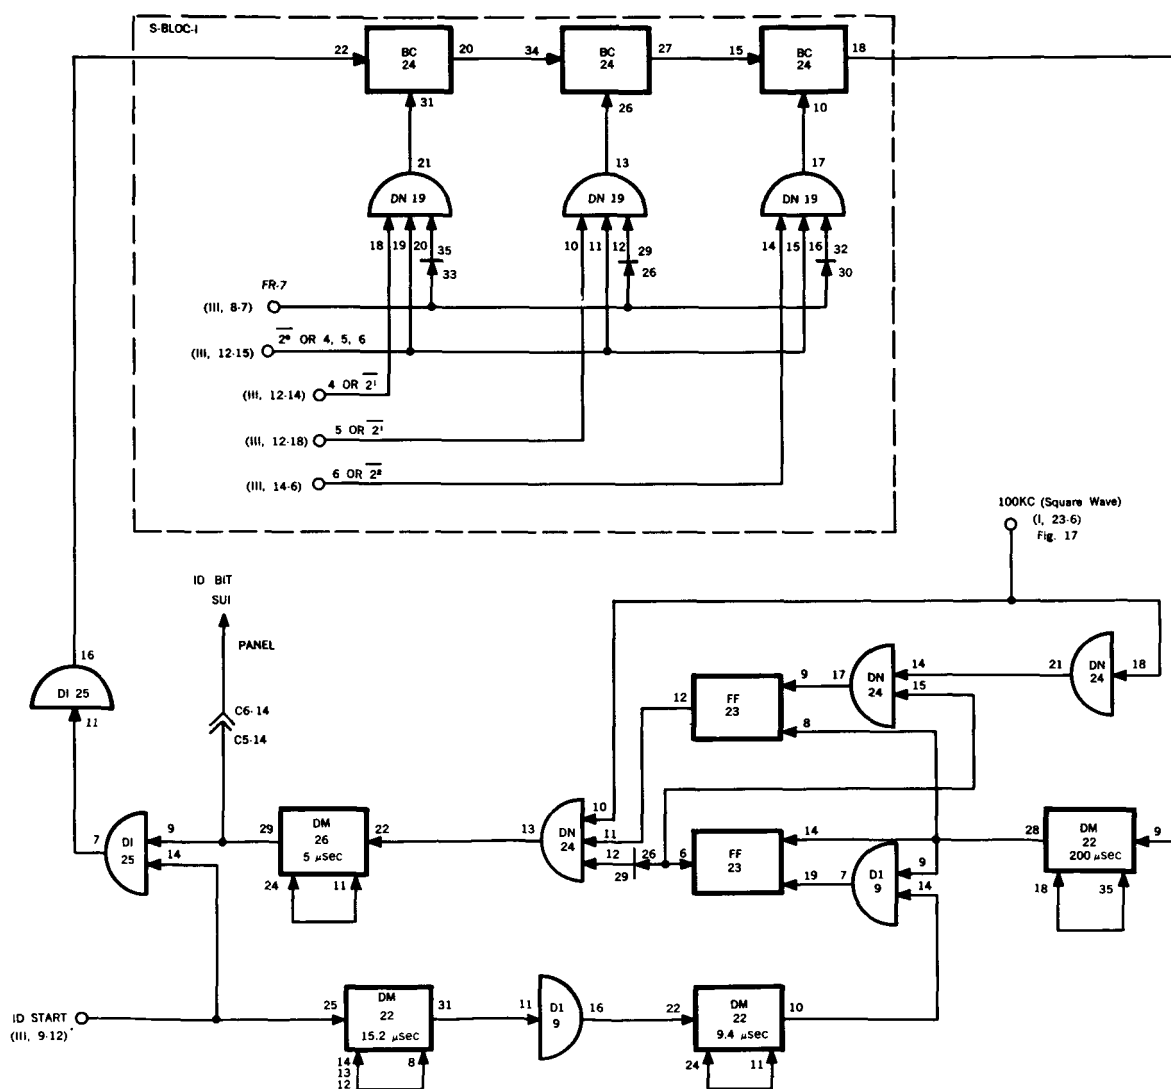 S-BLOC-I
22
BC
24
20
34
BC
24
27
15
BC
24
18
31
26
10
21
13
17
DN 19
DN 19
DN 19
18
19
20
35
33
10
11
12
29
26
14
15
16
32
30
FR-7
(III, 8-7)
2⁰ OR 4, 5, 6
(III, 12-15)
4 OR 2¹
(III, 12-14)
5 OR 2¹
(III, 12-18)
6 OR 2²
(III, 14-6)
100KC (Square Wave)
(I, 23-6)
Fig. 17
ID BIT
SUI
PANEL
16
DI 25
11
C6-14
C5-14
12
FF
23
9
8
17
DN
24
14
15
21
DN
24
18
7
DI
25
9
14
29
DM
26
5 μsec
22
24
11
13
DN
24
10
11
12
29
26
6
FF
23
14
19
7
D1
9
9
14
28
DM
22
200 μsec
9
18
35
ID START
(III, 9-12)
25
DM
22
15.2 μsec
31
14
13
12
8
11
D1
9
16
22
DM
22
9.4 μsec
10
24
11